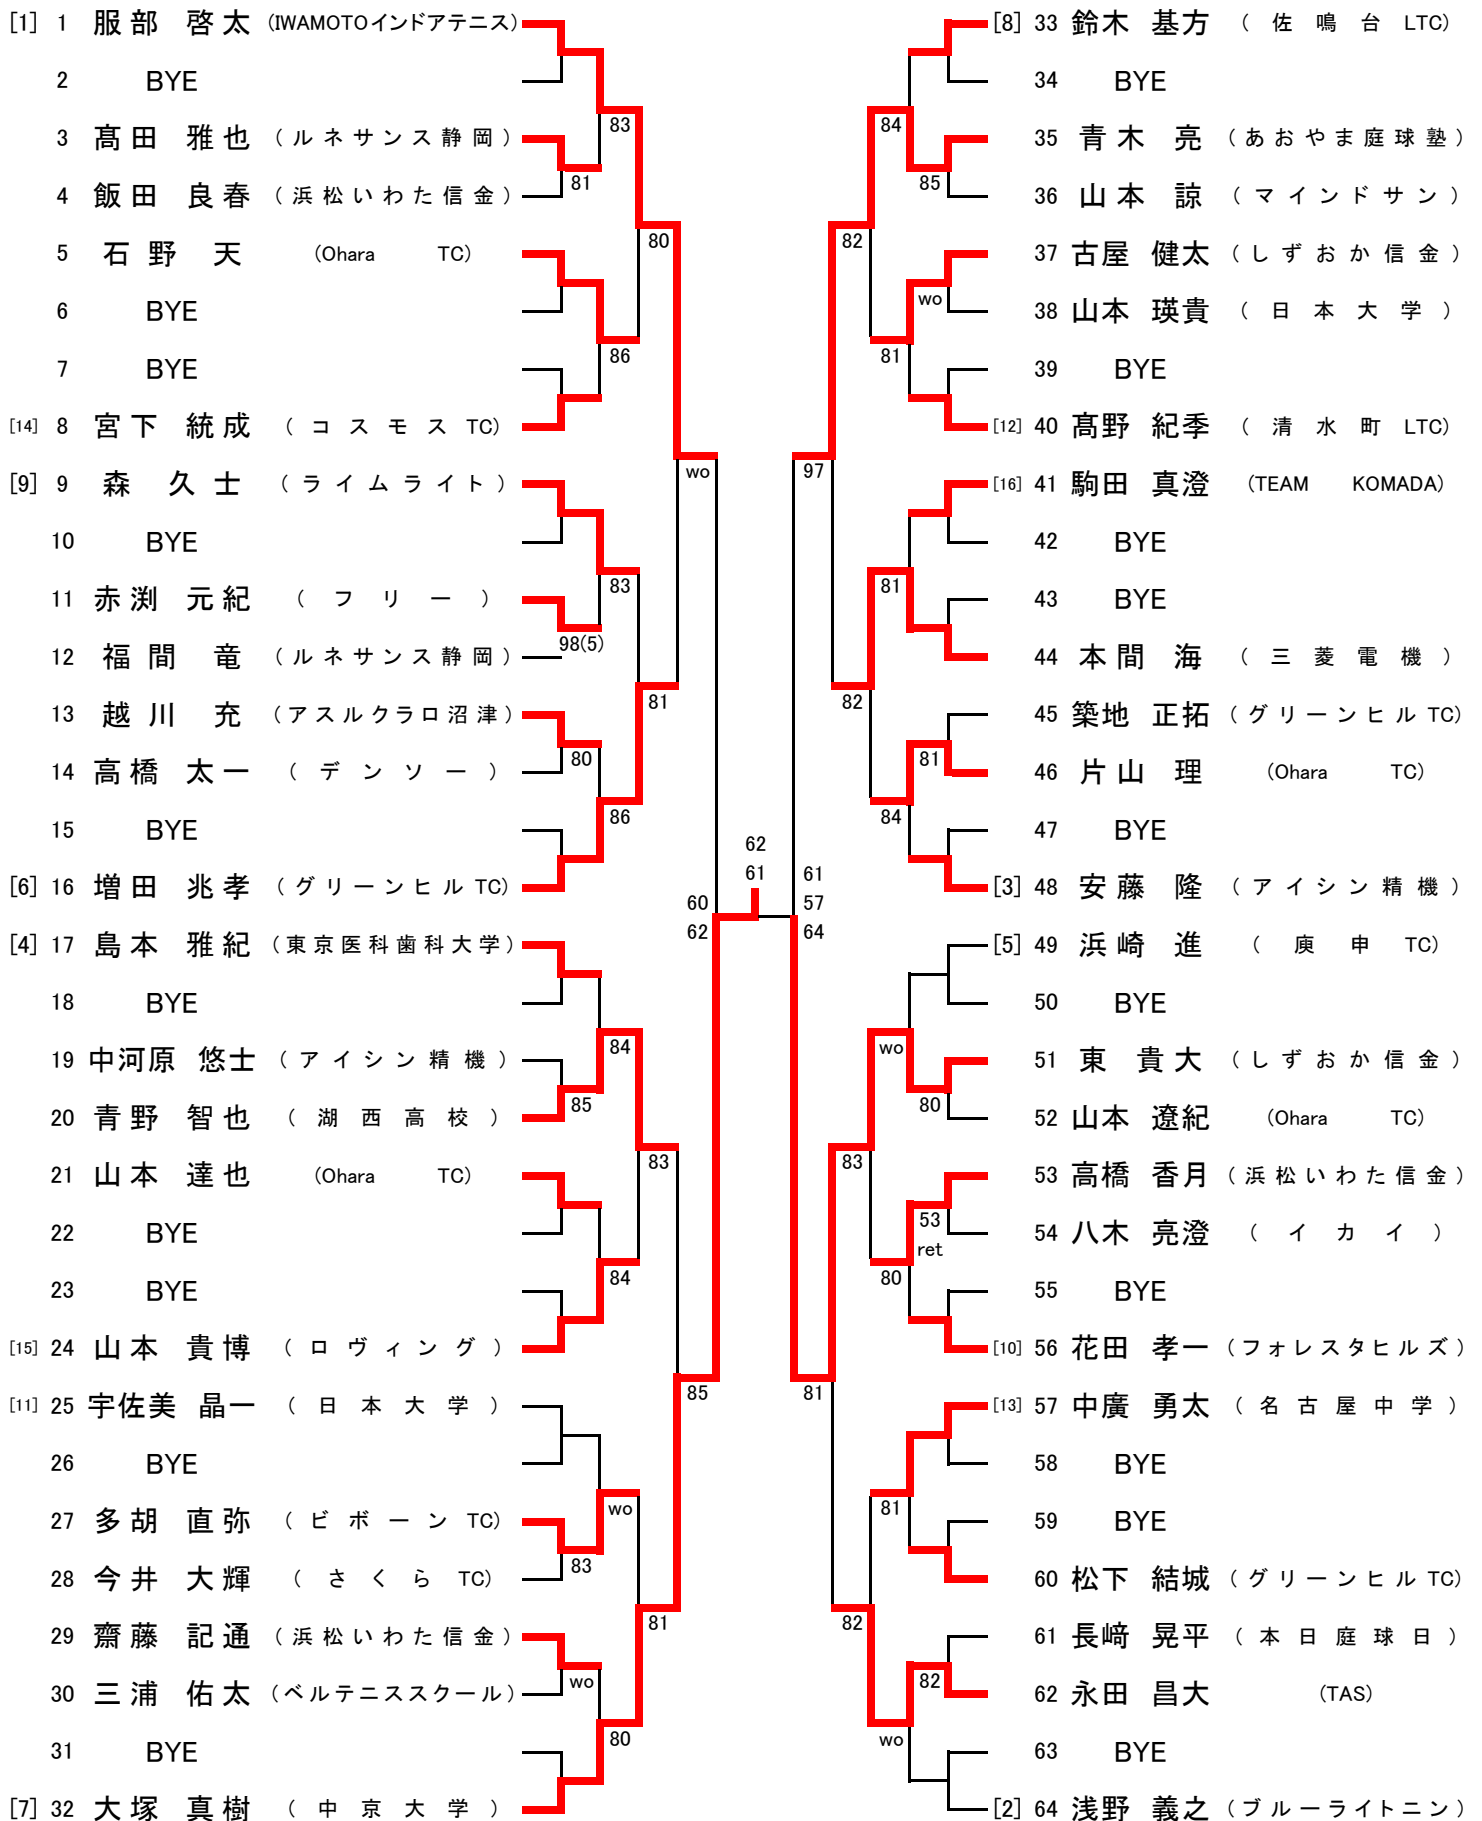 [1] 1 服部 啓太 (IWAMOTOインドアテニス)
2 BYE
83
3 髙田 雅也 (ルネサンス静岡)
81
4 飯田 良春 (浜松いわた信金)
80
5 石野 天 (Ohara TC)
6 BYE
86
7 BYE
[14] 8 宮下 統成 (コスモスTC)
wo
[9] 9 森 久士 (ライムライト)
10 BYE
83
11 赤渕 元紀 (フリー)
98(5)
12 福間 竜 (ルネサンス静岡)
81
13 越川 充 (アスルクラロ沼津)
80
14 高橋 太一 (デンソー)
86
15 BYE
[6] 16 増田 兆孝 (グリーンヒルTC)
60
62
[4] 17 島本 雅紀 (東京医科歯科大学)
18 BYE
84
19 中河原 悠士 (アイシン精機)
85
20 青野 智也 (湖西高校)
83
21 山本 達也 (Ohara TC)
22 BYE
84
23 BYE
[15] 24 山本 貴博 (ロヴィング)
85
[11] 25 宇佐美 晶一 (日本大学)
26 BYE
wo
27 多胡 直弥 (ビボーンTC)
83
28 今井 大輝 (さくらTC)
81
29 齋藤 記通 (浜松いわた信金)
wo
30 三浦 佑太 (ベルテニススクール)
80
31 BYE
[7] 32 大塚 真樹 (中京大学)
62
61
[8] 33 鈴木 基方 (佐鳴台LTC)
34 BYE
84
35 青木 亮 (あおやま庭球塾)
85
36 山本 諒 (マインドサン)
82
37 古屋 健太 (しずおか信金)
wo
38 山本 瑛貴 (日本大学)
81
39 BYE
[12] 40 髙野 紀季 (清水町LTC)
97
[16] 41 駒田 真澄 (TEAM KOMADA)
42 BYE
81
43 BYE
44 本間 海 (三菱電機)
82
45 築地 正拓 (グリーンヒルTC)
81
46 片山 理 (Ohara TC)
84
47 BYE
[3] 48 安藤 隆 (アイシン精機)
61
57
64
[5] 49 浜崎 進 (庾申TC)
50 BYE
wo
51 東 貴大 (しずおか信金)
80
52 山本 遼紀 (Ohara TC)
83
53 高橋 香月 (浜松いわた信金)
53
ret
54 八木 亮澄 (イカイ)
80
55 BYE
[10] 56 花田 孝一 (フォレスタヒルズ)
81
[13] 57 中廣 勇太 (名古屋中学)
58 BYE
81
59 BYE
60 松下 結城 (グリーンヒルTC)
82
61 長﨑 晃平 (本日庭球日)
82
62 永田 昌大 (TAS)
wo
63 BYE
[2] 64 浅野 義之 (ブルーライトニン)